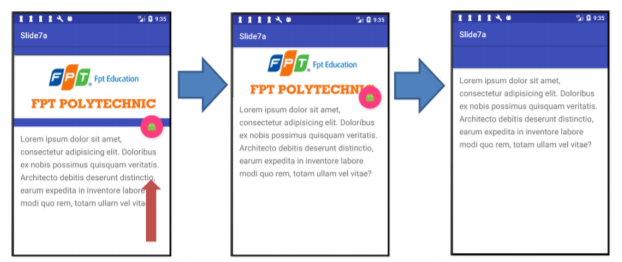 9:35
Slide7a
FPT Fpt Education
FPT POLYTECHNIC
Lorem ipsum dolor sit amet,
consectetur adipisicing elit. Doloribus
ex nobis possimus quisquam veritatis.
Architecto debitis deserunt distinctio,
earum expedita in inventore labore
modi quo rem, totam ullam vel vitae
9:35
Slide7a
FPT Fpt Education
FPT POLYTECHNIC
Lorem ipsum dolor sit amet,
consectetur adipisicing elit. Doloribus
ex nobis possimus quisquam veritatis.
Architecto debitis deserunt distinctio,
earum expedita in inventore labore
modi quo rem, totam ullam vel vitae?
9:35
Slide7a
Lorem ipsum dolor sit amet,
consectetur adipisicing elit. Doloribus
ex nobis possimus quisquam veritatis.
Architecto debitis deserunt distinctio,
earum expedita in inventore labore
modi quo rem, totam ullam vel vitae?